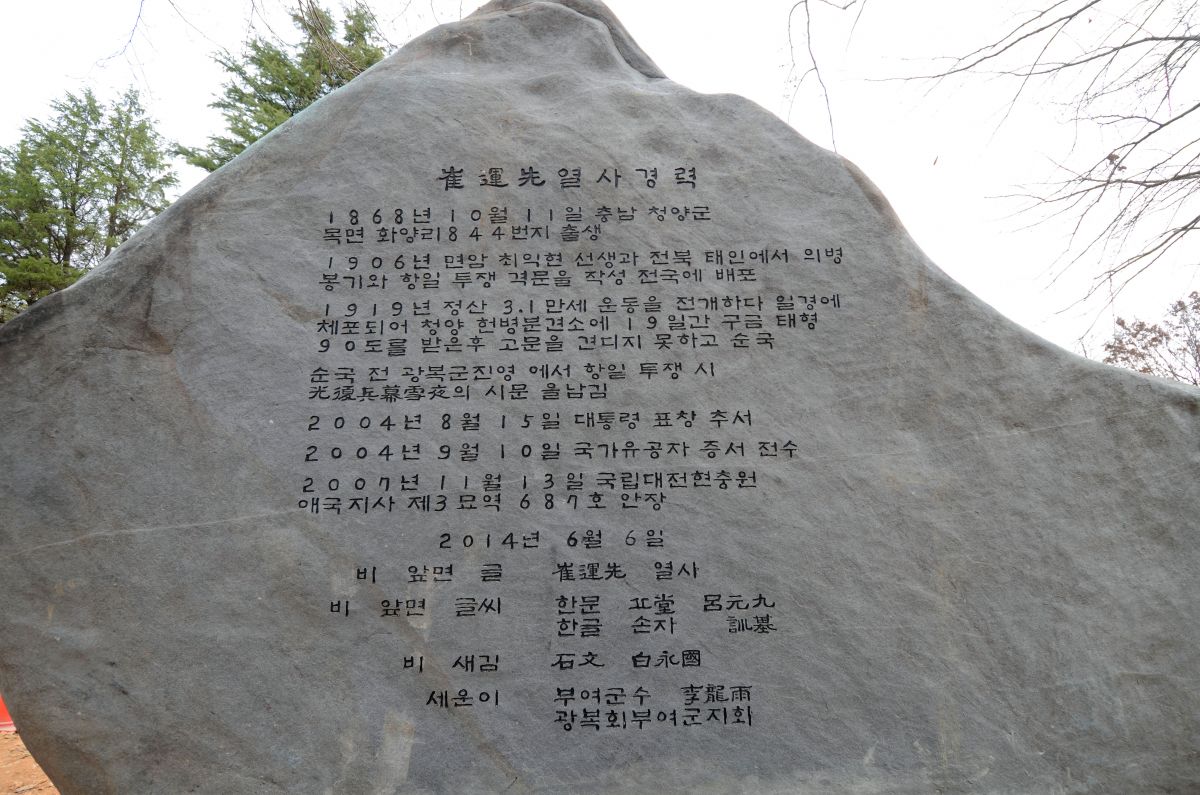 崔運先열사경력
1868년 10월 11일 충남 청양군
목면 화양리844번지 출생
1906년 면암 최익현 선생과 전북 태인에서 의병
봉기와 항일 투쟁 격문을 작성 전국에 배포
1919년 정산 3.1만세 운동을 전개하다 일경에
체포되어 청양 헌병분견소에 19일간 구금 태형
90도를 받은후 고문을 견디지 못하고 순국
순국 전 광복군진영 에서 항일 투쟁 시
光復兵幕雪夜의 시문 을남김
2004년 8월 15일 대통령 표창 추서
2004년 9월 10일 국가유공자 증서 전수
2007년 11월 13일 국립대전현충원
애국지사 제3묘역 687호 안장
2014년 6월 6일
비 앞면 글 崔運先 열사
비 앞면 글씨 한문 堂 呂元九
한글 손자 訓基
비 새김 石文 白永國
세운이 부여군수 李龍雨
광복회부여군지회